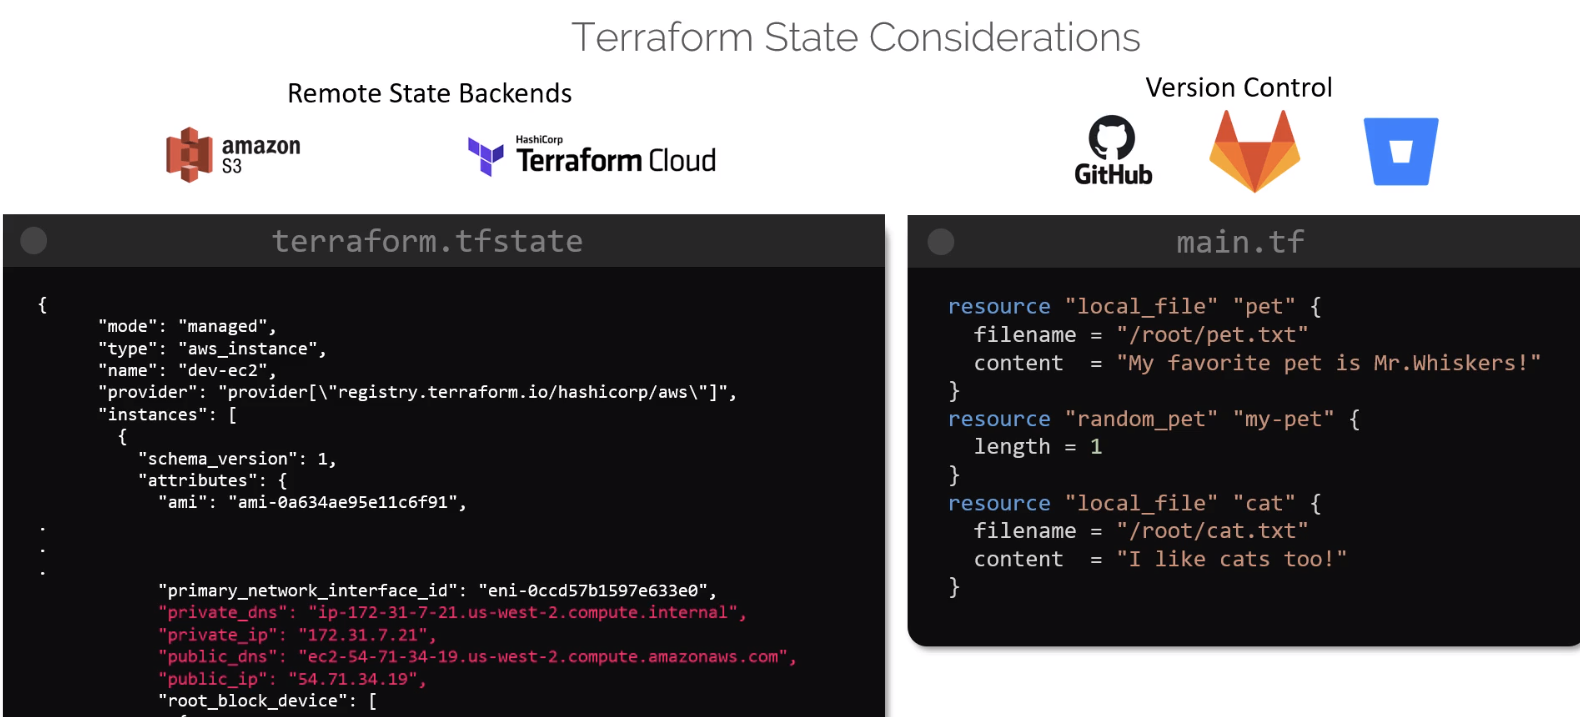 Terraform State Considerations
Remote State Backends
amazon
S3
HashiCorp
Terraform Cloud
Version Control
GitHub
terraform.tfstate
{
"mode": "managed",
"type": "aws_instance",
"name": "dev-ec2",
"provider": "provider[\"registry.terraform.io/hashicorp/aws\"]",
"instances": [
{
"schema_version": 1,
"attributes": {
"ami": "ami-0a634ae95e11c6f91",
.
.
.
"primary_network_interface_id": "eni-0ccd57b1597e633e0",
"private_dns": "ip-172-31-7-21.us-west-2.compute.internal",
"private_ip": "172.31.7.21",
"public_dns": "ec2-54-71-34-19.us-west-2.compute.amazonaws.com",
"public_ip": "54.71.34.19",
"root_block_device": [
main.tf
resource "local_file" "pet" {
filename = "/root/pet.txt"
content = "My favorite pet is Mr.Whiskers!"
}
resource "random_pet" "my-pet" {
length = 1
}
resource "local_file" "cat" {
filename = "/root/cat.txt"
content = "I like cats too!"
}